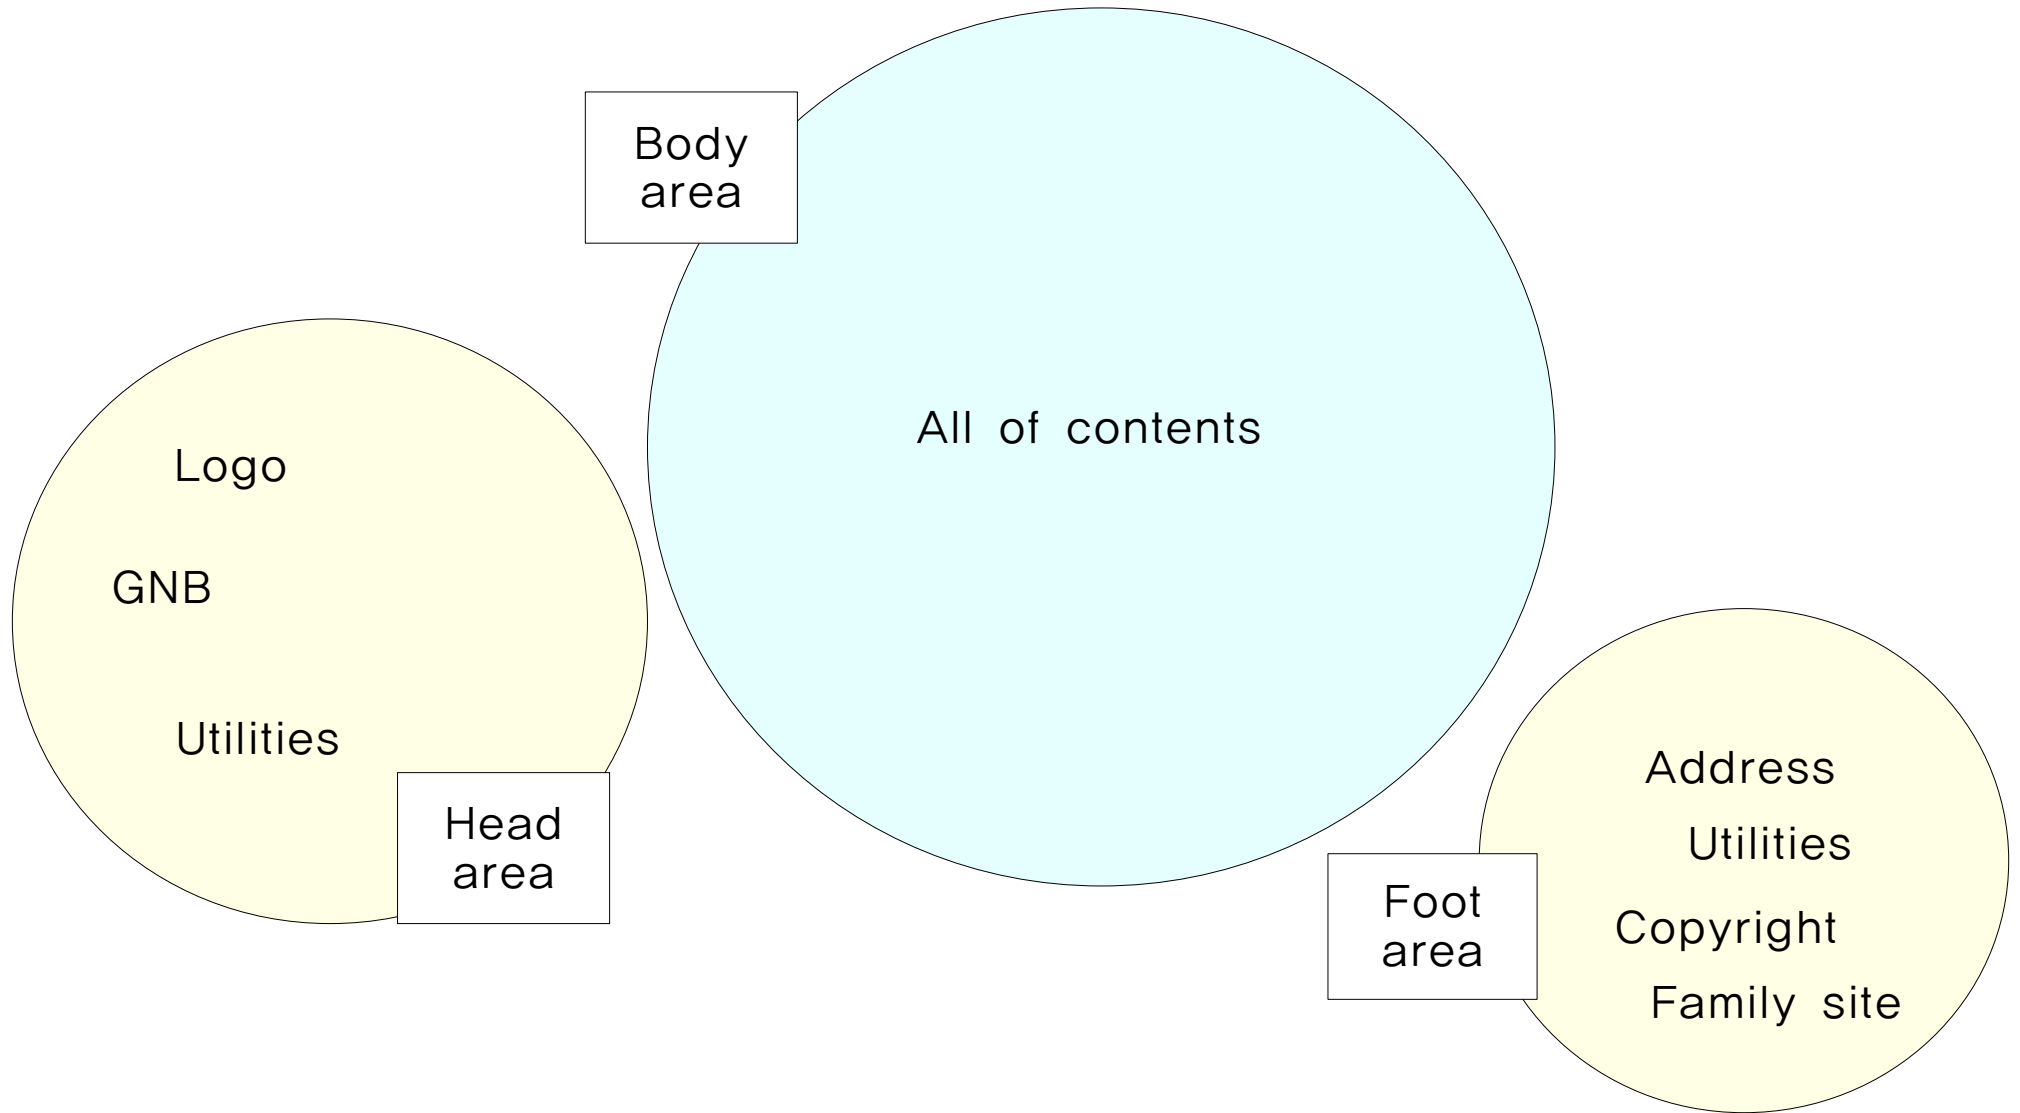 Body
area
All of contents
Logo
GNB
Utilities
Head
area
Address
Utilities
Copyright
Family site
Foot
area